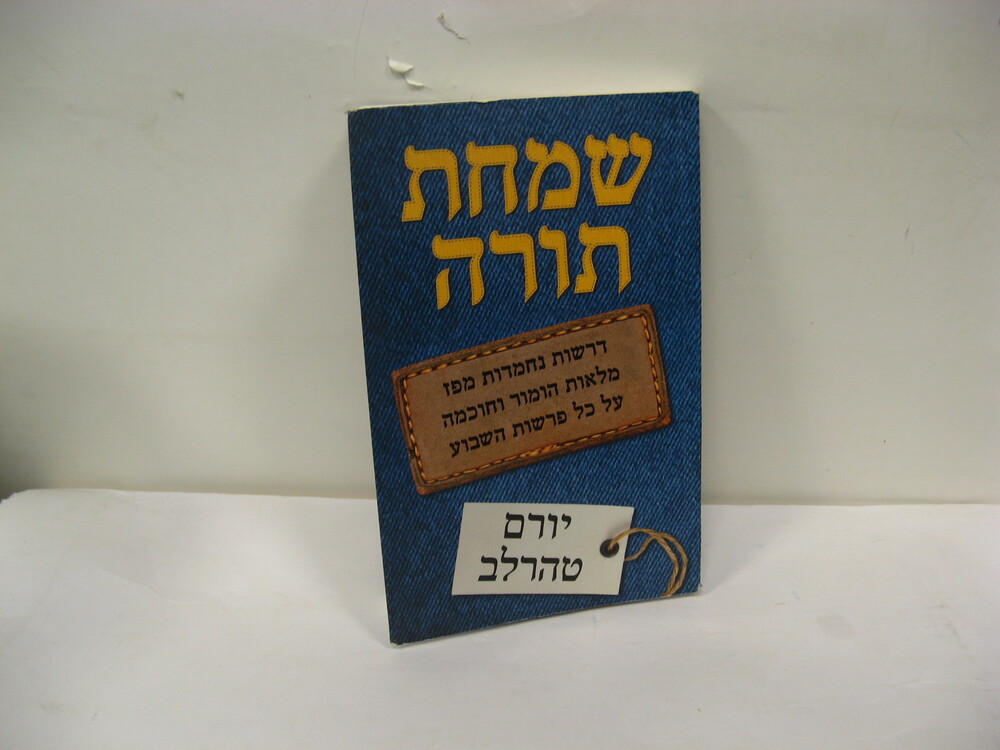 שמחת
תורה
דרשות נחמדות מפז
מלאות הומור וחוכמה
על כל פרשות השבוע
יורם
טהרלב